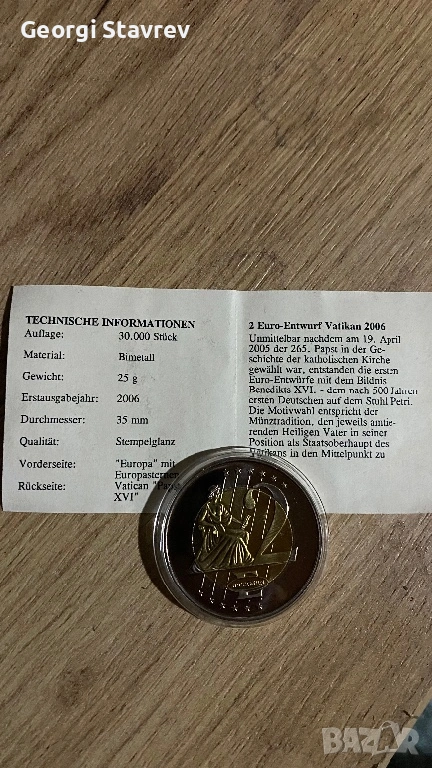 Georgi Stavrev
TECHNISCHE INFORMATIONEN
Auflage: 30.000 Stück
Material: Bimetall
Gewicht: 25 g
Erstausgabejahr: 2006
Durchmesser: 35 mm
Qualität: Stempelglanz
Vorderseite: "Europa" mit
Europasternen
Rückseite: Vatican "Papst
XVI"
2 Euro-Entwurf Vatikan 2006
Unmittelbar nachdem am 19. April
2005 der 265. Papst in der Ge-
schichte der katholischen Kirche
gewählt war, entstanden die ersten
Euro-Entwürfe mit dem Bildnis
Benedikts XVI. - dem nach 500 Jahren
ersten Deutschen auf dem Stuhl Petri.
Die Motivwahl entspricht der
Münztradition, den jeweils amtie-
renden Heiligen Vater in seiner
Position als Staatsoberhaupt des
Vatikans in den Mittelpunkt zu
2
BAZAR